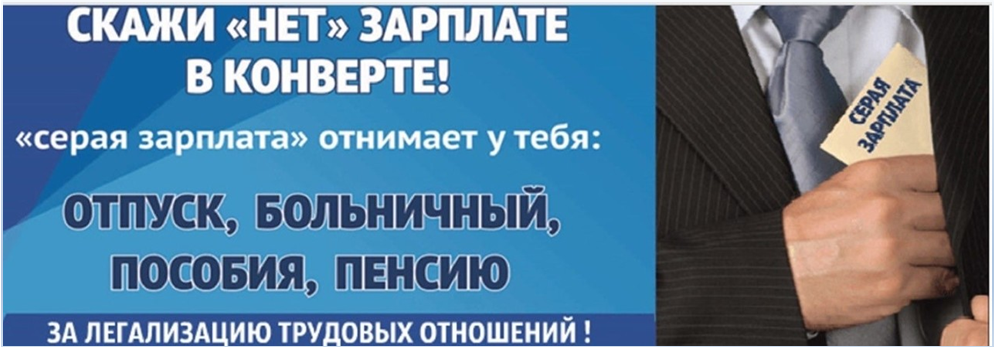 СКАЖИ «НЕТ» ЗАРПЛАТЕ
В КОНВЕРТЕ!
«серая зарплата» отнимает у тебя:
ОТПУСК, БОЛЬНИЧНЫЙ,
ПОСОБИЯ, ПЕНСИЮ
ЗА ЛЕГАЛИЗАЦИЮ ТРУДОВЫХ ОТНОШЕНИЙ !
СЕРАЯ
ЗАРПЛАТА